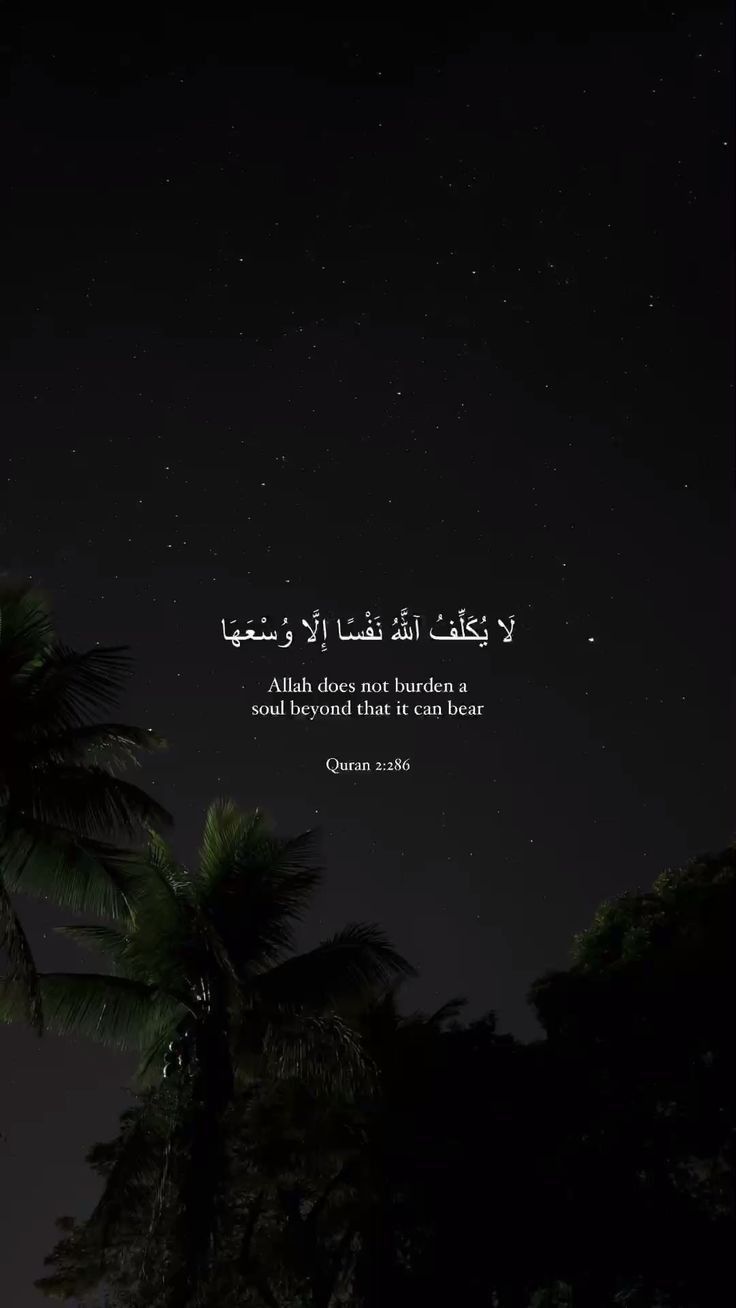 لَا يُكَلِّفُ ٱللَّهُ نَفْسًا إِلَّا وُسْعَهَا
Allah does not burden a
soul beyond that it can bear
Quran 2:286